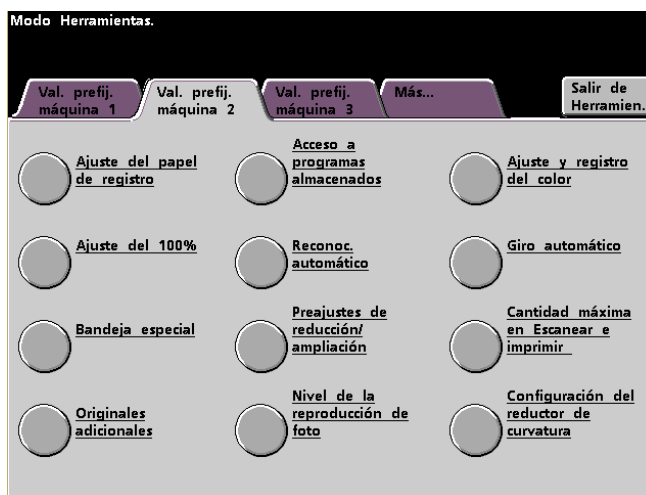 Modo Herramientas.
Val. prefij.
máquina 1
Val. prefij.
máquina 2
Val. prefij.
máquina 3
Más...
Salir de
Herramien.
Ajuste del papel
de registro
Acceso a
programas
almacenados
Ajuste y registro
del color
Ajuste del 100%
Reconoc.
automático
Giro automático
Bandeja especial
Preajustes de
reducción/
ampliación
Cantidad máxima
en Escanear e
imprimir
Originales
adicionales
Nivel de la
reproducción de
foto
Configuración del
reductor de
curvatura